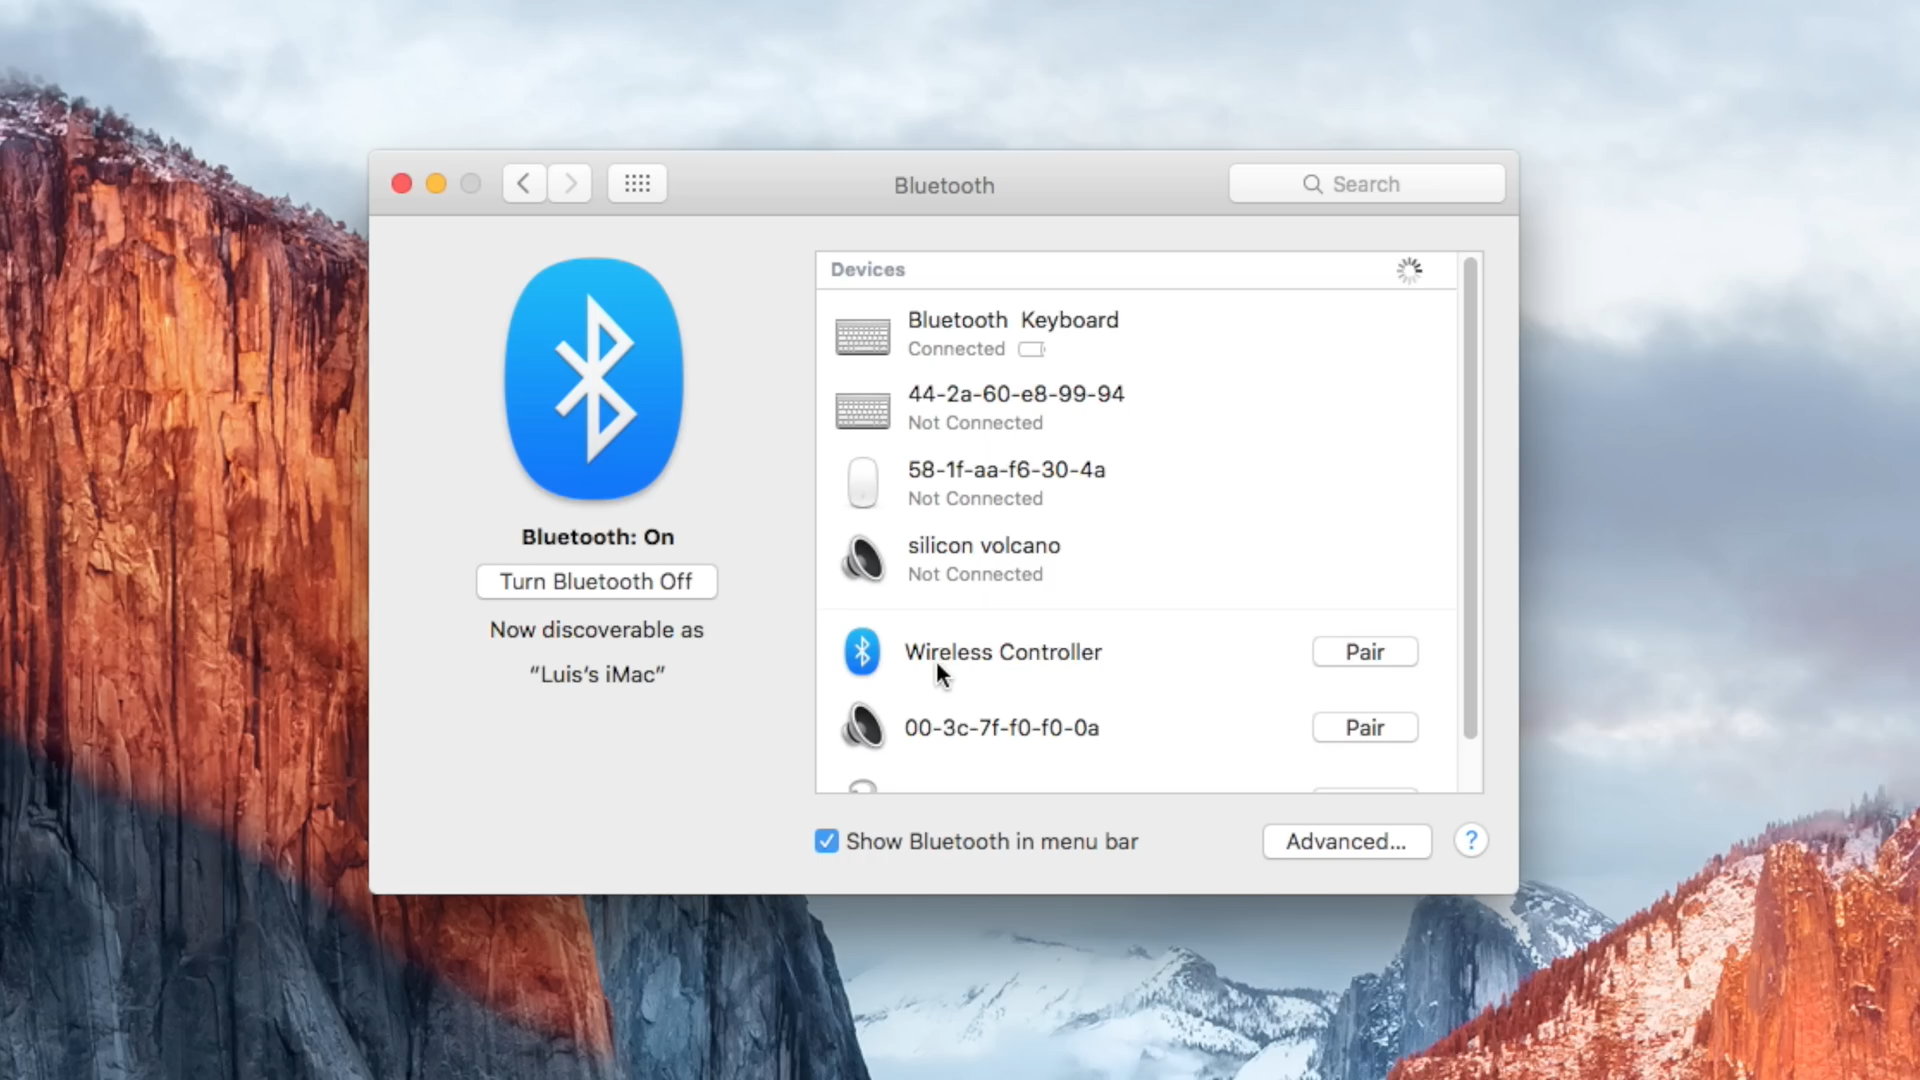 Bluetooth
Search
Devices
Bluetooth Keyboard
Connected
44-2a-60-e8-99-94
Not Connected
58-1f-aa-f6-30-4a
Not Connected
silicon volcano
Not Connected
Wireless Controller
Pair
00-3c-7f-f0-f0-0a
Pair
Bluetooth: On
Turn Bluetooth Off
Now discoverable as
“Luis’s iMac”
Show Bluetooth in menu bar
Advanced...
?